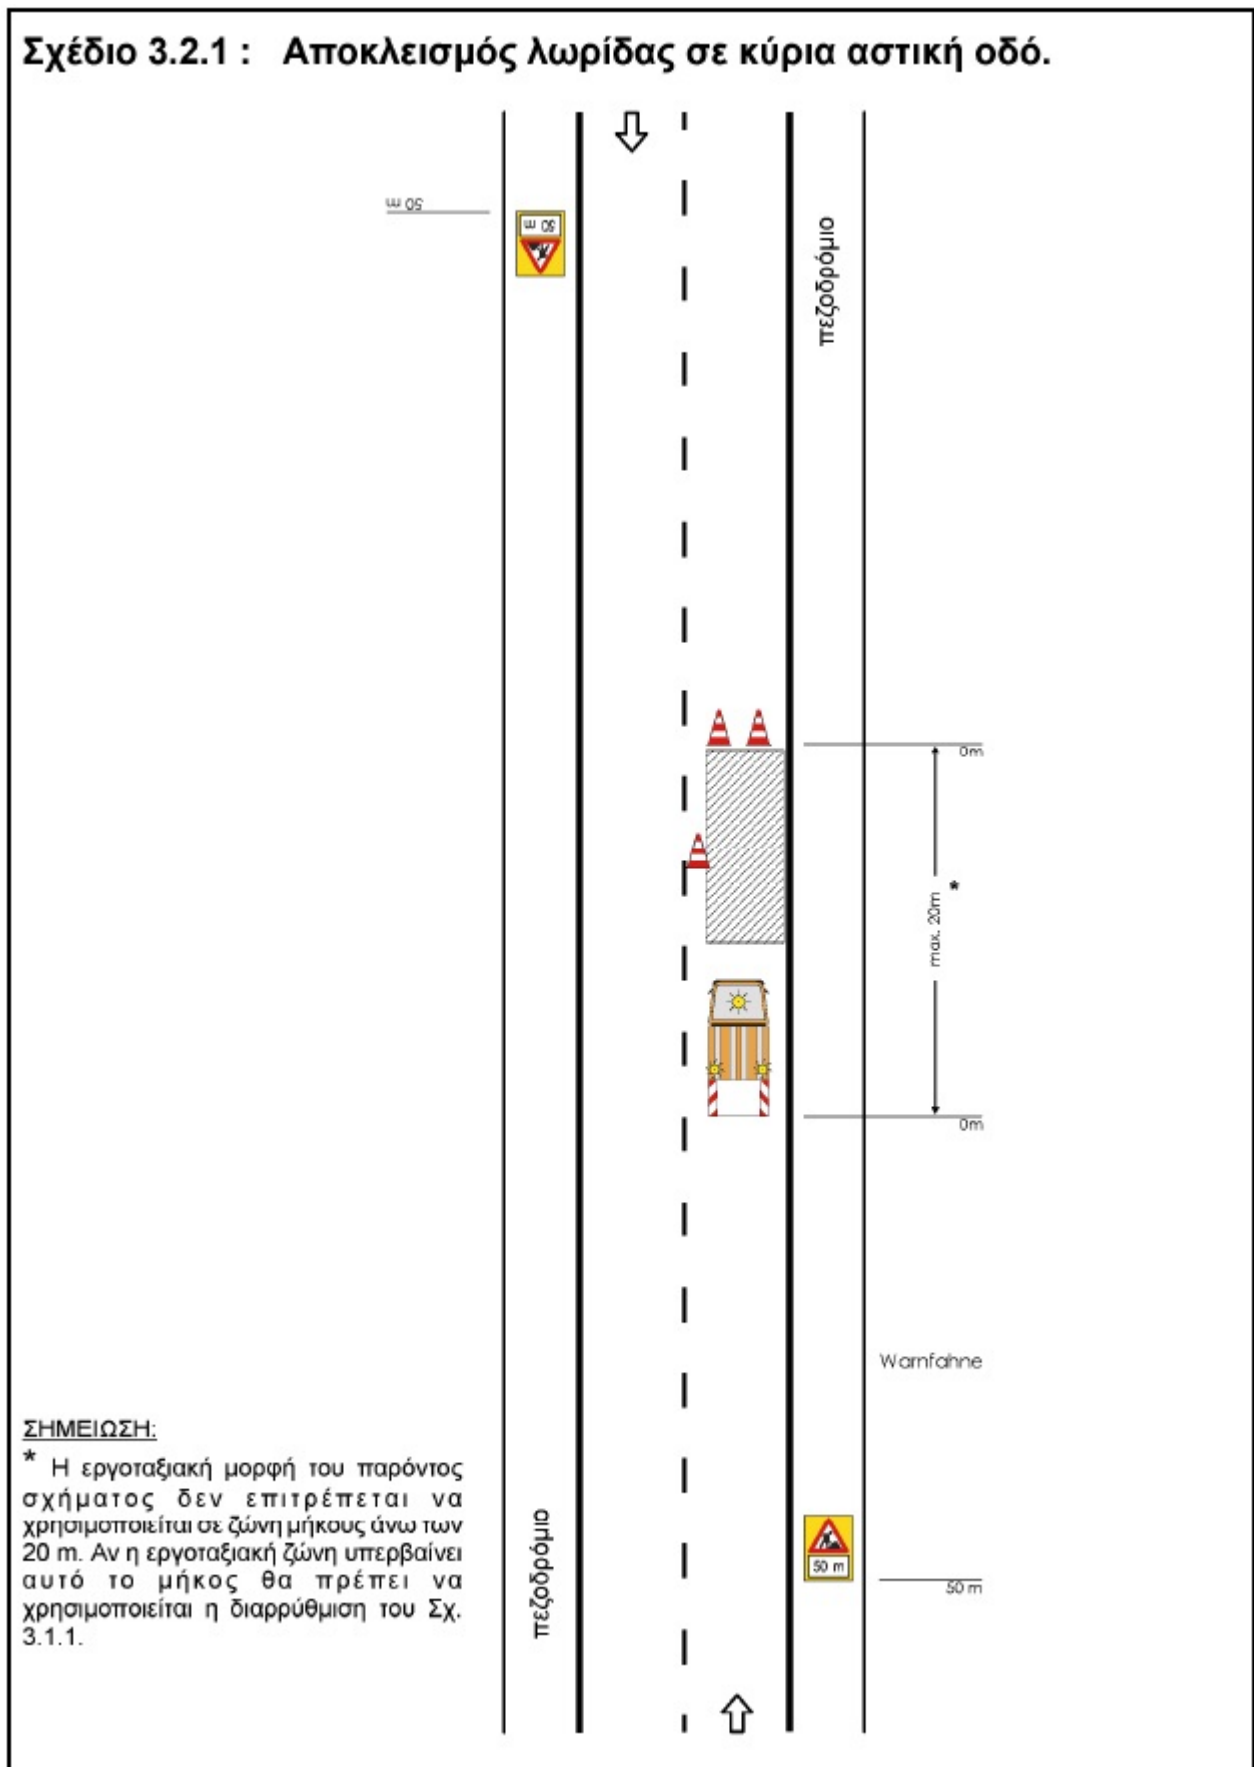 Σχέδιο 3.2.1 : Αποκλεισμός λωρίδας σε κύρια αστική οδό.
50 m
50 m
πεζοδρόμιο
0m
max. 20m *
0m
Warnfahne
50 m
50 m
πεζοδρόμιο
ΣΗΜΕΙΩΣΗ:
* Η εργοταξιακή μορφή του παρόντος
σχήματος δεν επιτρέπεται να
χρησιμοποιείται σε ζώνη μήκους άνω των
20 m. Αν η εργοταξιακή ζώνη υπερβαίνει
αυτό το μήκος θα πρέπει να
χρησιμοποιείται η διαρρύθμιση του Σχ.
3.1.1.